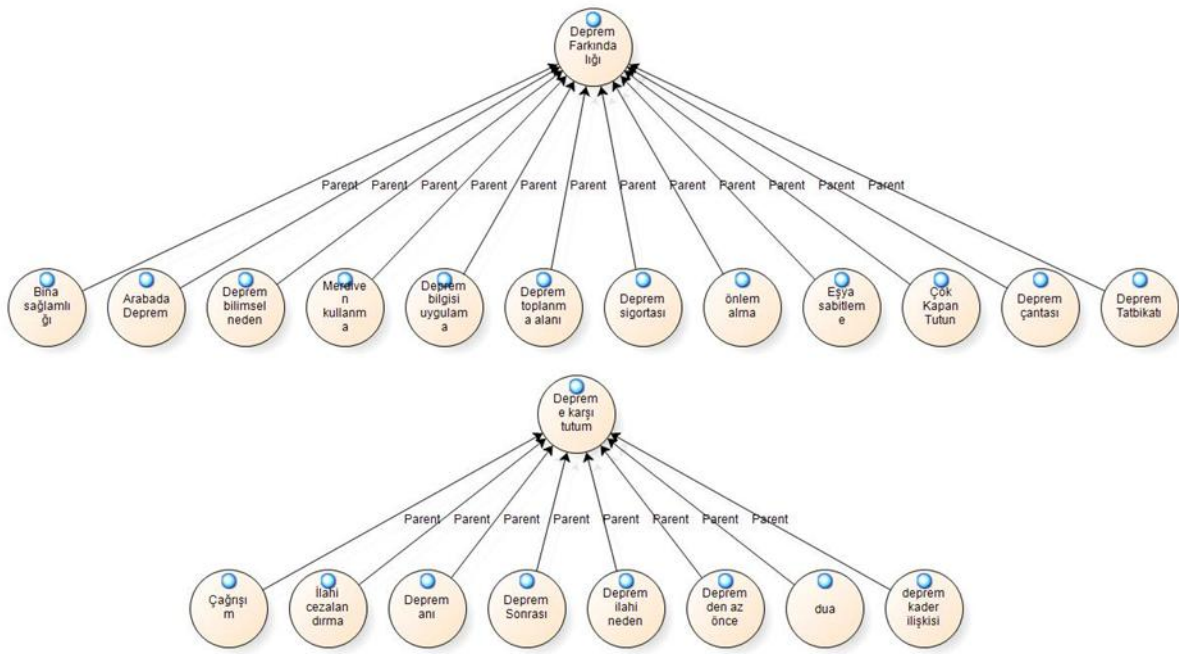 Deprem
Farkında
lığı
Parent Parent Parent Parent Parent Parent Parent Parent Parent Parent Parent Parent
Bina
sağlamlı
ğı
Arabada
Deprem
Deprem
bilimsel
neden
Merdive
n
kullanm
a
Deprem
bilgisi
uygulam
a
Deprem
toplanm
a alanı
Deprem
sigortası
önlem
alma
Eşya
sabitlem
e
Çök
Kapan
Tutun
Deprem
çantası
Deprem
Tatbikatı
Deprem
e karşı
tutum
Parent Parent Parent Parent Parent Parent Parent Parent
Çağrışı
m
İlahi
cezalan
dırma
Deprem
anı
Deprem
Sonrası
Deprem
ilahi
neden
Deprem
den az
önce
dua
deprem
kader
ilişkisi